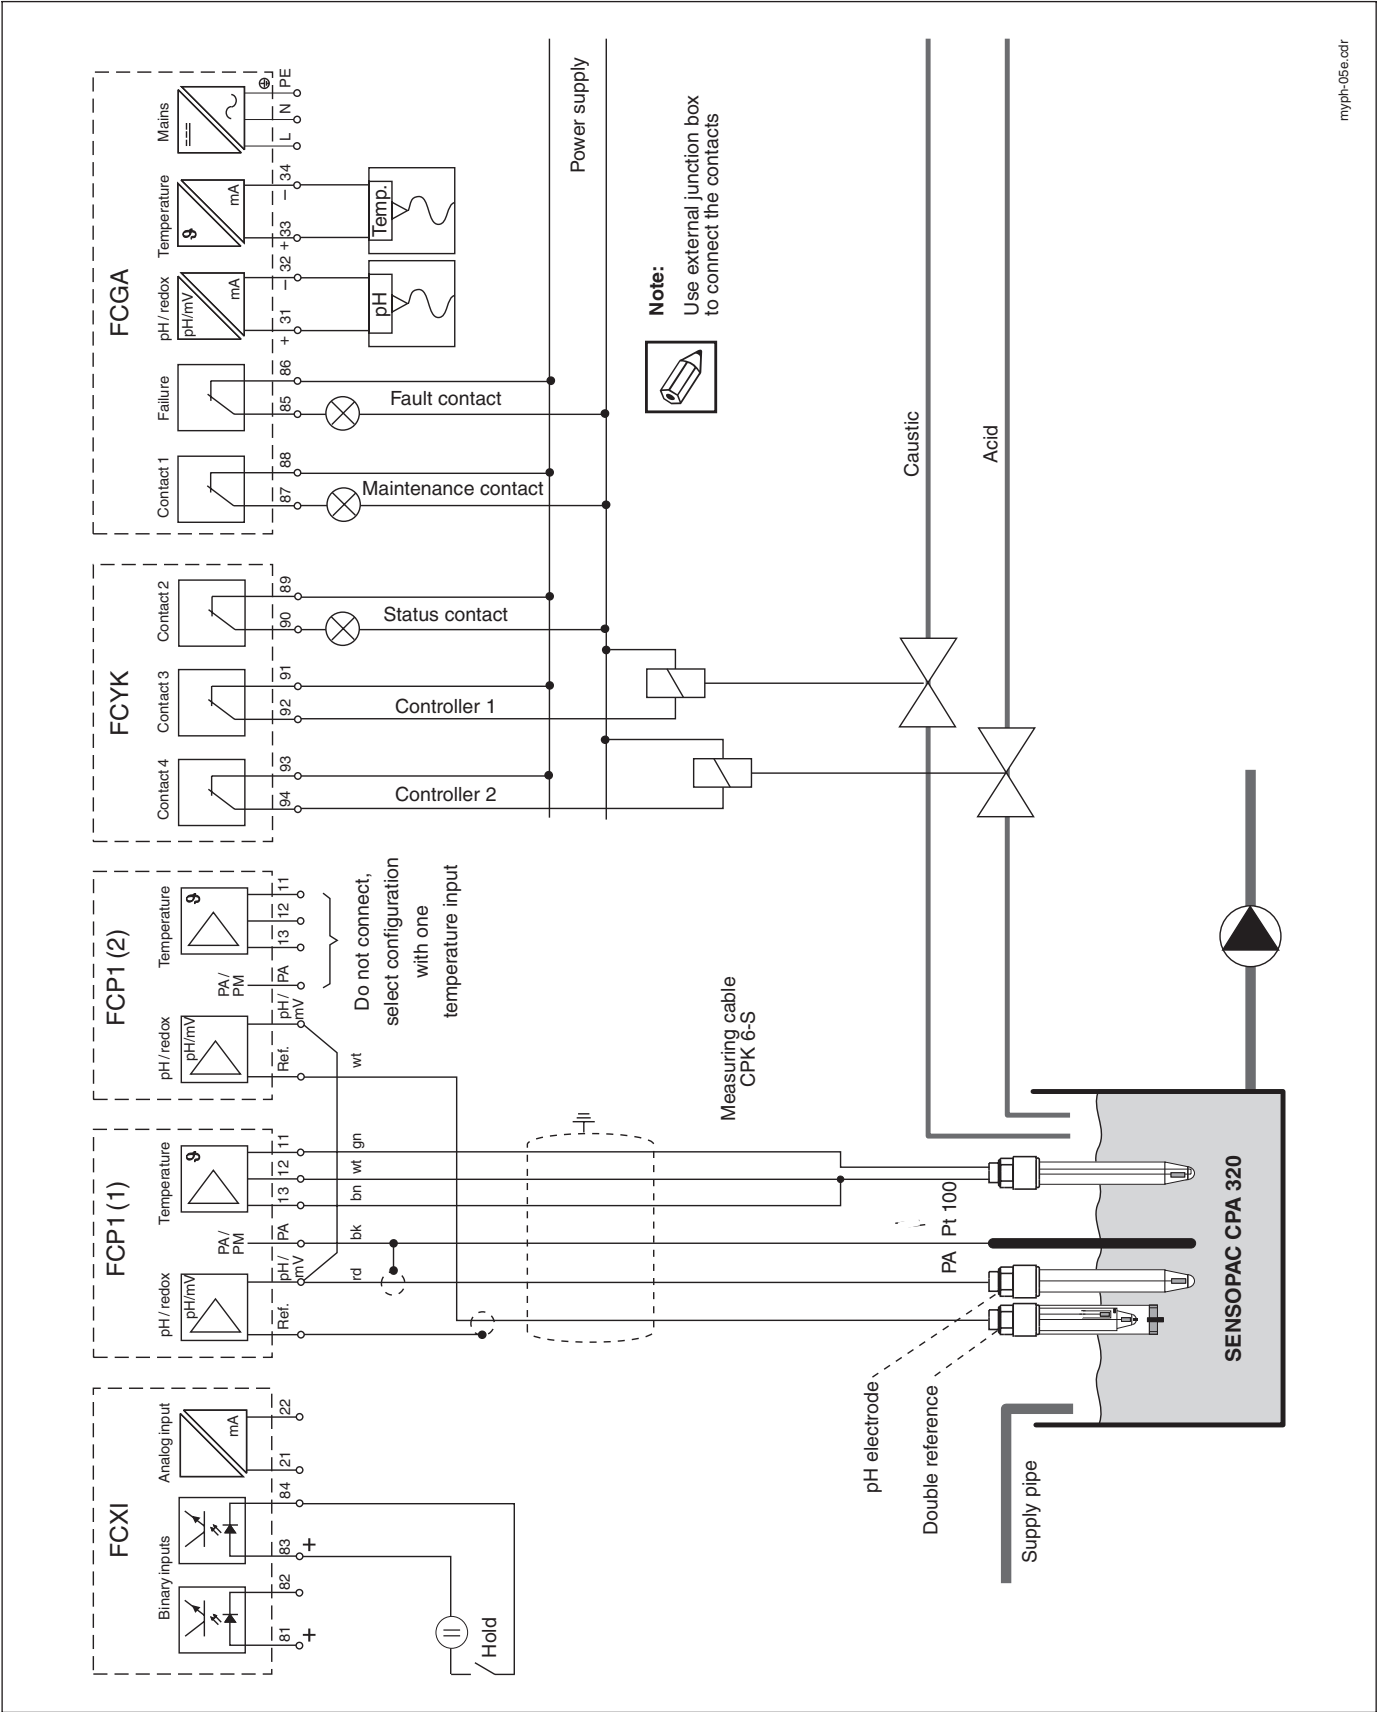 FCXI
Binary inputs
Analog input
mA
81
82
83
84
21
22
+
+
Hold
FCP1 (1)
pH / redox
pH/mV
PA/
PM
Temperature
ϑ
Ref.
pH/
mV
PA
13
12
11
rd
bk
bn
wt
gn
FCP1 (2)
pH / redox
pH/mV
PA/
PM
Temperature
ϑ
Ref.
pH/
mV
PA
13
12
11
wt
Do not connect,
select configuration
with one
temperature input
Measuring cable
CPK 6-S
FCYK
Contact 4
Contact 3
Contact 2
94
93
92
91
90
89
Controller 2
Controller 1
Status contact
FCGA
Contact 1
Failure
pH / redox
pH/mV
mA
Temperature
ϑ
mA
Mains
87
88
85
86
+ 31
– 32
+ 33
– 34
L
N
PE
Maintenance contact
Fault contact
pH
Temp.
Power supply
Note:
Use external junction box
to connect the contacts
Caustic
Acid
pH electrode
Double reference
PA
Pt 100
Supply pipe
SENSOPAC CPA 320
myph-05e.cdr